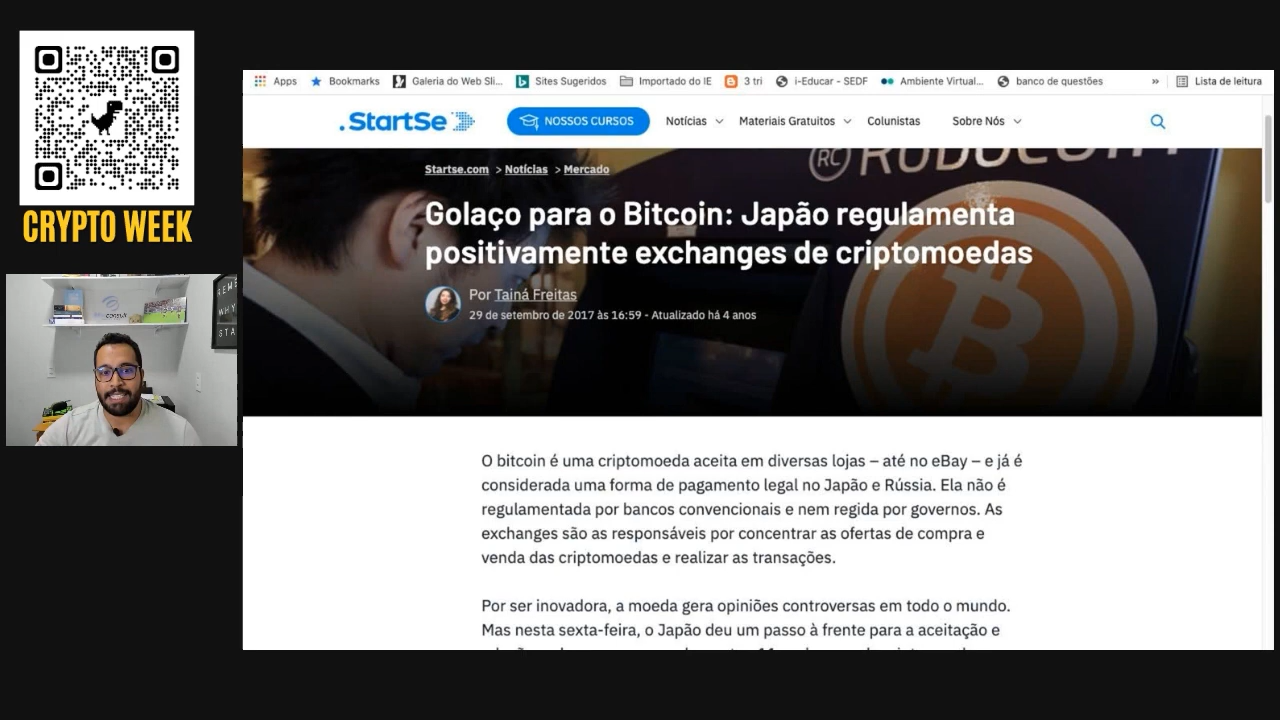 CRYPTO WEEK
REME
WHY
STA
consult
Apps
Bookmarks
Galeria do Web Sli...
Sites Sugeridos
Importado do IE
3 tri
i-Educar - SEDF
Ambiente Virtual...
banco de questões
»
Lista de leitura
.StartSe
NOSSOS CURSOS
Notícias
Materiais Gratuitos
Colunistas
Sobre Nós
RC
Startse.com > Notícias > Mercado
Golaço para o Bitcoin: Japão regulamenta
positivamente exchanges de criptomoedas
Por Tainá Freitas
29 de setembro de 2017 às 16:59 - Atualizado há 4 anos
O bitcoin é uma criptomoeda aceita em diversas lojas – até no eBay – e já é
considerada uma forma de pagamento legal no Japão e Rússia. Ela não é
regulamentada por bancos convencionais e nem regida por governos. As
exchanges são as responsáveis por concentrar as ofertas de compra e
venda das criptomoedas e realizar as transações.
Por ser inovadora, a moeda gera opiniões controversas em todo o mundo.
Mas nesta sexta-feira, o Japão deu um passo à frente para a aceitação e